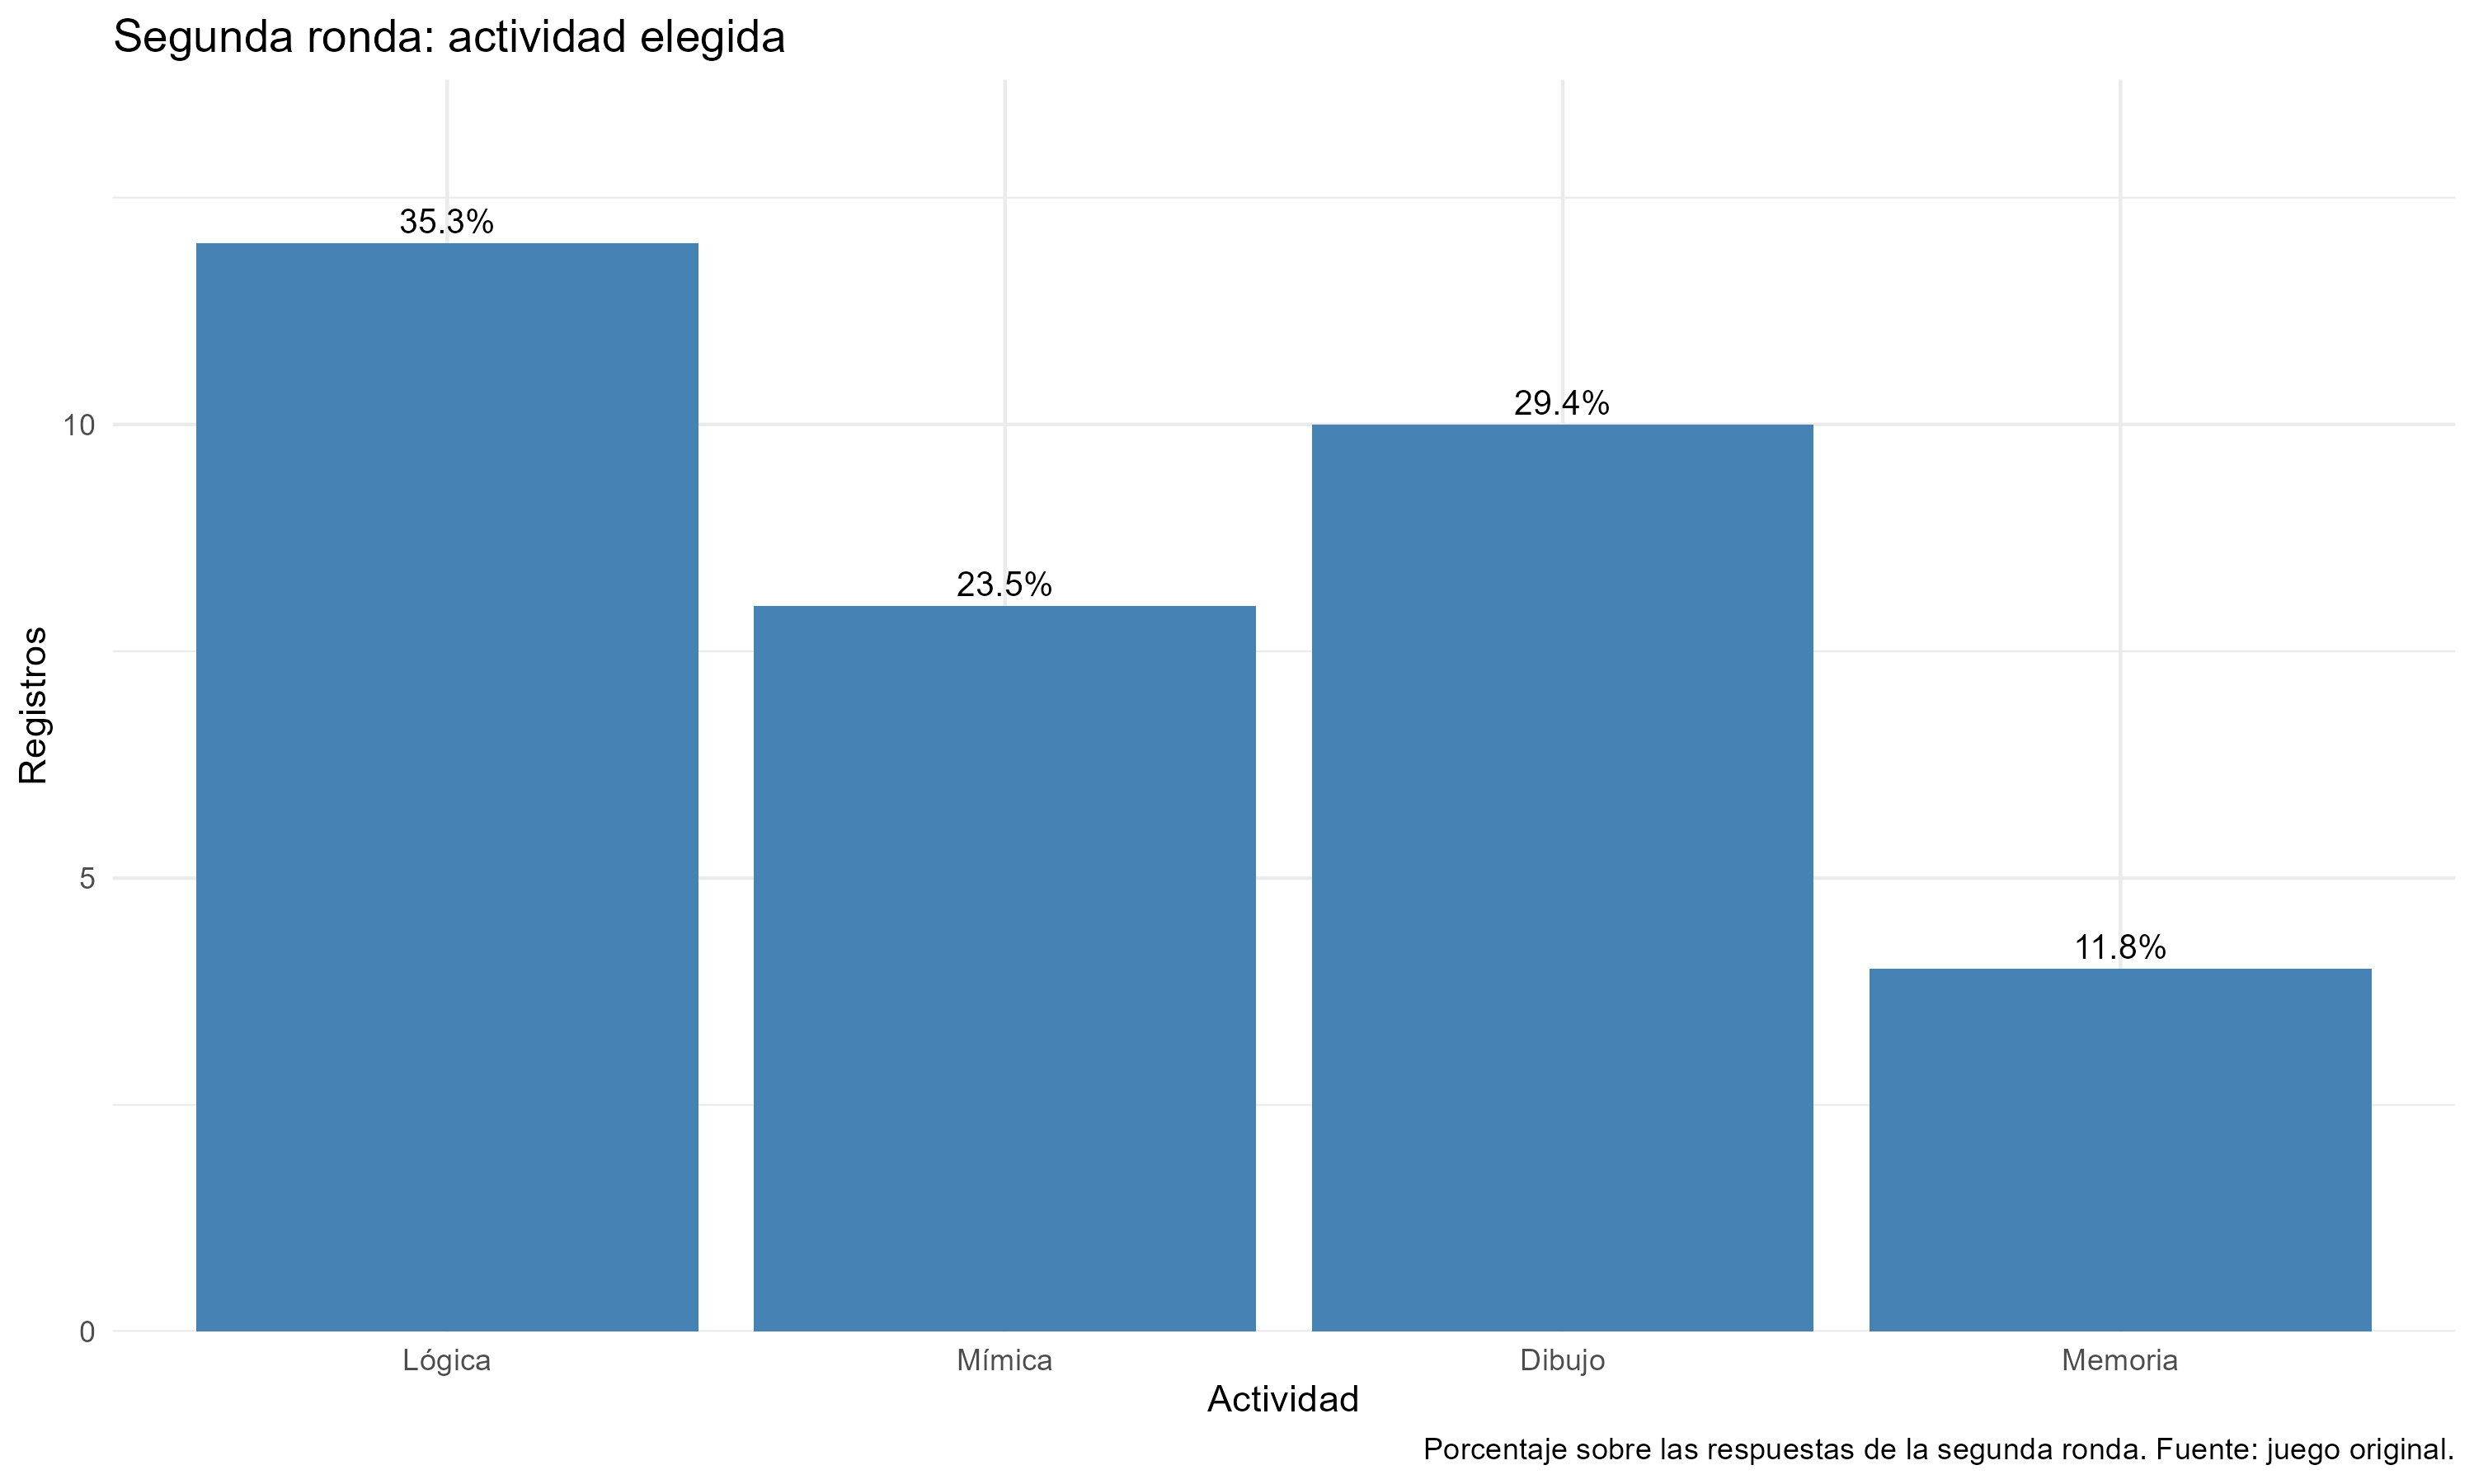 Segunda ronda: actividad elegida
35.3%
29.4%
10
23.5%
Registros
5
11.8%
0
Lógica Mímica Dibujo Memoria
Actividad
Porcentaje sobre las respuestas de la segunda ronda. Fuente: juego original.